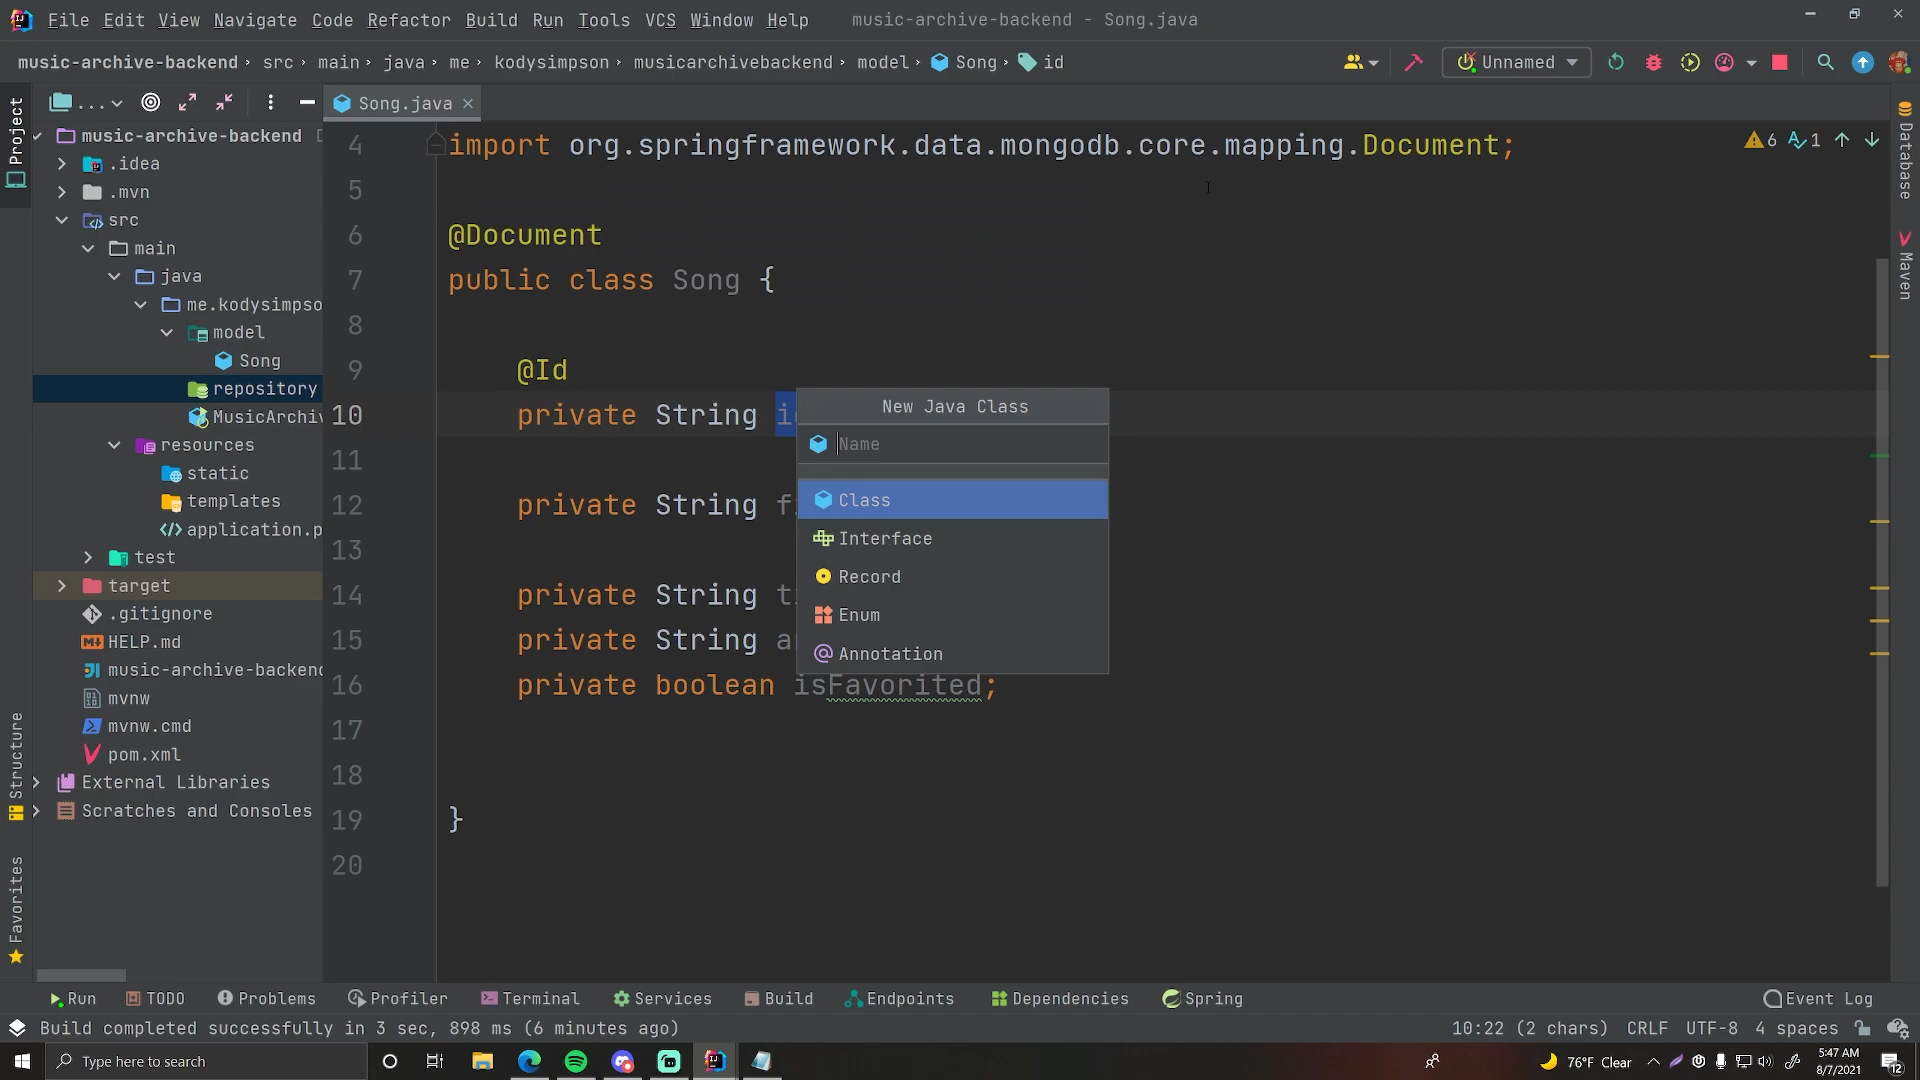 File Edit View Navigate Code Refactor Build Run Tools VCS Window Help music-archive-backend - Song.java
music-archive-backend › src › main › java › me › kodysimpson › musicarchivebackend › model › Song › id Unnamed
Project ... Song.java
music-archive-backend
.idea
.mvn
src
main
java
me.kodysimpso
model
Song
repository
MusicArchiv
resources
static
templates
application.p
test
target
.gitignore
HELP.md
music-archive-backend
mvnw
mvnw.cmd
pom.xml
External Libraries
Scratches and Consoles
Structure
Favorites
4 import org.springframework.data.mongodb.core.mapping.Document;
5
6 @Document
7 public class Song {
8
9 @Id
10 private String i
11
12 private String f
13
14 private String t
15 private String a
16 private boolean isFavorited;
17
18
19 }
20
6 1
New Java Class
Name
Class
Interface
Record
Enum
Annotation
Database
Maven
Run TODO Problems Profiler Terminal Services Build Endpoints Dependencies Spring Event Log
Build completed successfully in 3 sec, 898 ms (6 minutes ago) 10:22 (2 chars) CRLF UTF-8 4 spaces
Type here to search 76°F Clear 5:47 AM
8/7/2021
12